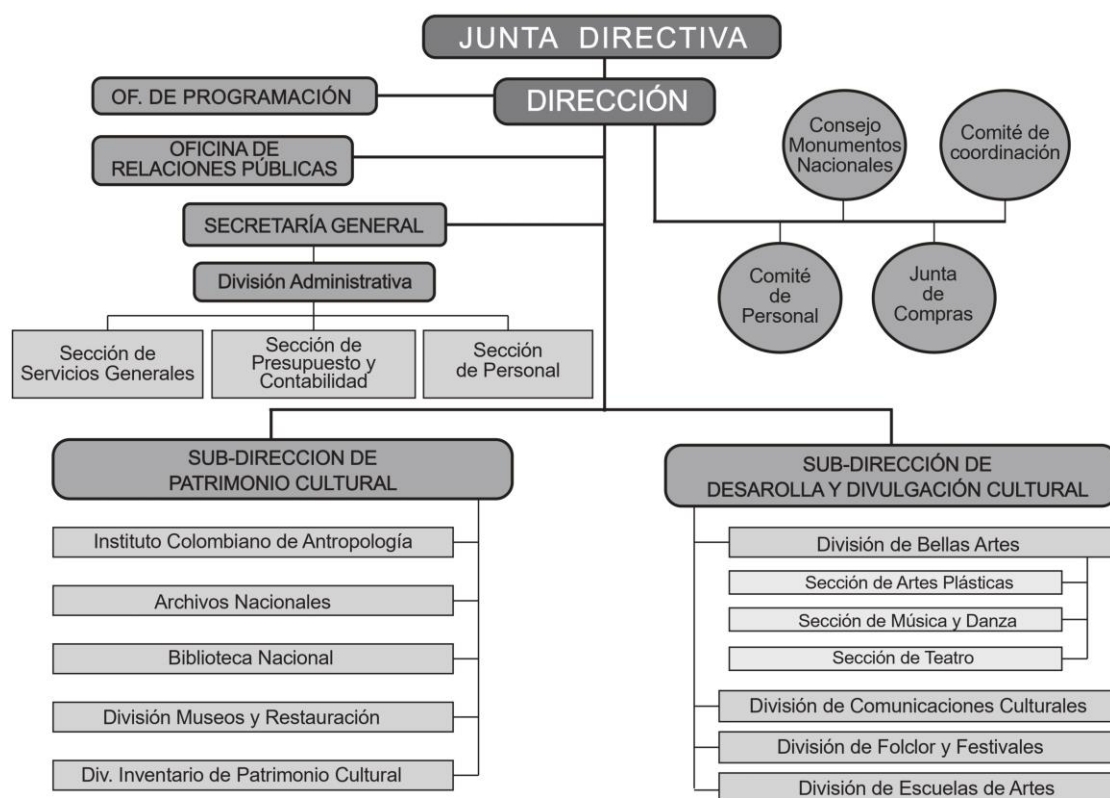 JUNTA DIRECTIVA
DIRECCIÓN
OF. DE PROGRAMACIÓN
OFICINA DE
RELACIONES PÚBLICAS
SECRETARÍA GENERAL
División Administrativa
Sección de
Servicios Generales
Sección de
Presupuesto y
Contabilidad
Sección
de Personal
Consejo
Monumentos
Nacionales
Comité de
coordinación
Comité
de
Personal
Junta
de
Compras
SUB-DIRECCION DE
PATRIMONIO CULTURAL
Instituto Colombiano de Antropología
Archivos Nacionales
Biblioteca Nacional
División Museos y Restauración
Div. Inventario de Patrimonio Cultural
SUB-DIRECCIÓN DE
DESAROLLA Y DIVULGACIÓN CULTURAL
División de Bellas Artes
Sección de Artes Plásticas
Sección de Música y Danza
Sección de Teatro
División de Comunicaciones Culturales
División de Folclor y Festivales
División de Escuelas de Artes